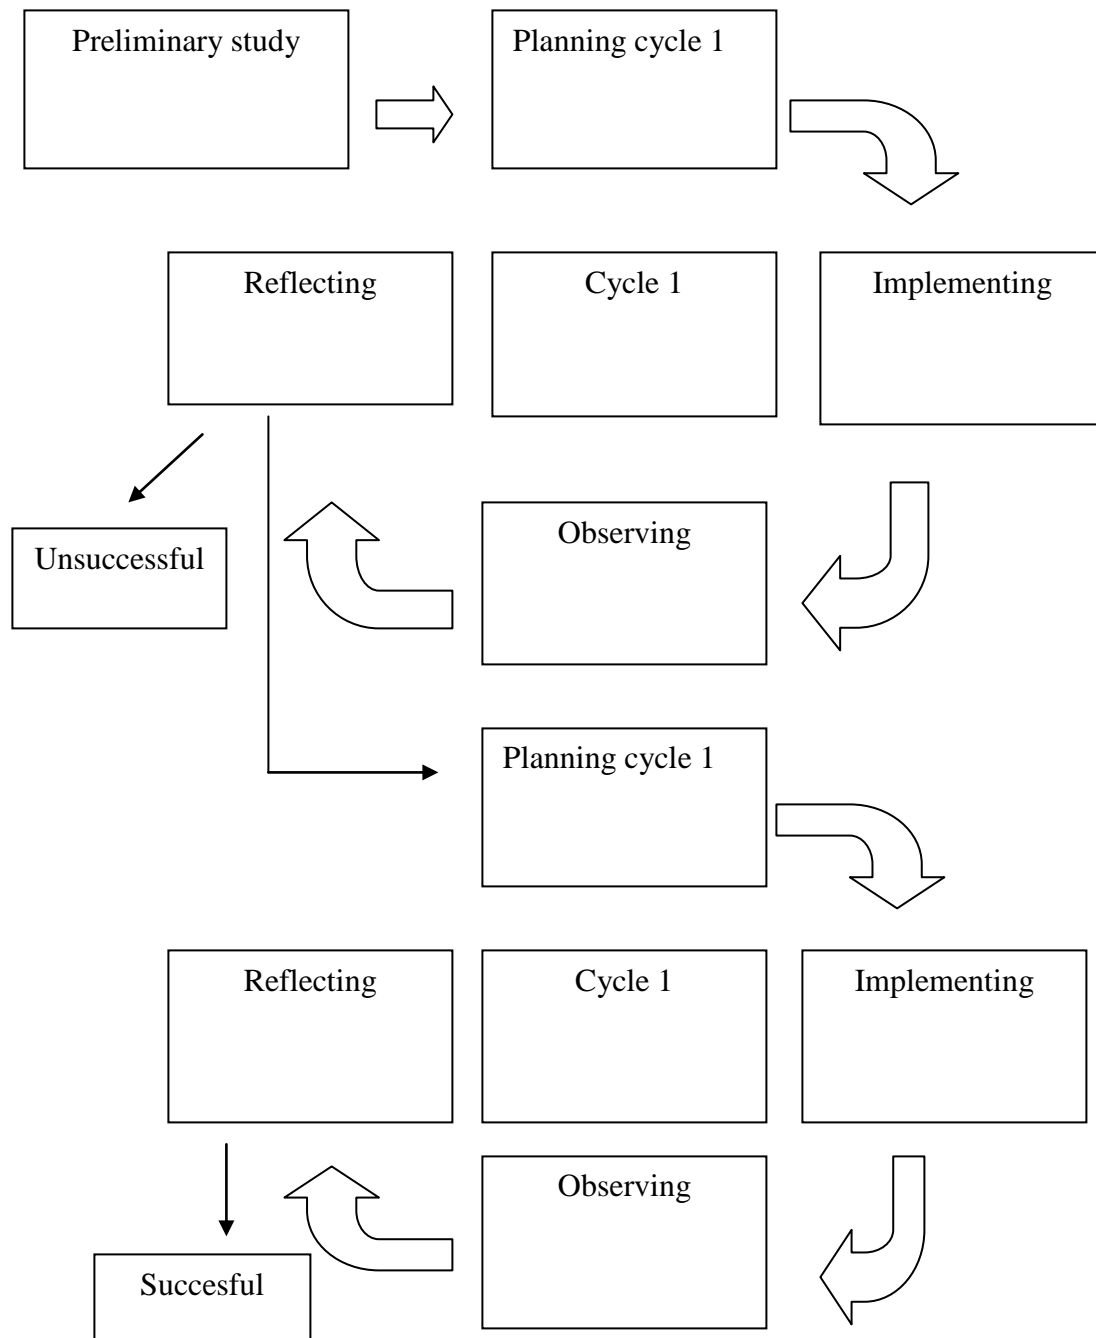 Preliminary study
Planning cycle 1
Reflecting
Cycle 1
Implementing
Unsuccessful
Observing
Planning cycle 1
Reflecting
Cycle 1
Implementing
Observing
Succesful